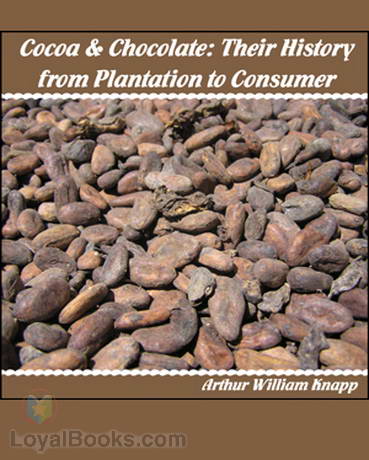 Cocoa & Chocolate: Their History
from Plantation to Consumer
Arthur William Knapp
LoyalBooks.com